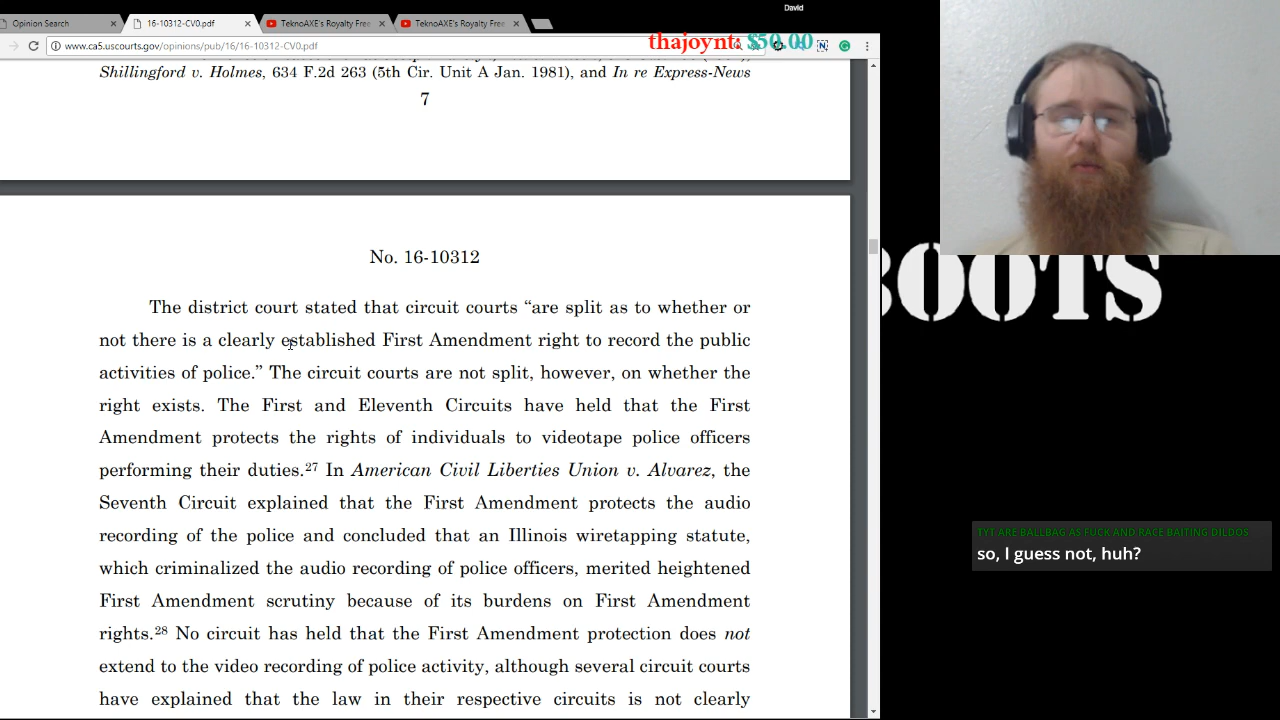 David
Opinion Search
16-10312-CV0.pdf
TeknoAXE's Royalty Free
TeknoAXE's Royalty Free
www.ca5.uscourts.gov/opinions/pub/16/16-10312-CV0.pdf
thajoynt: $50.00
Shillingford v. Holmes, 634 F.2d 263 (5th Cir. Unit A Jan. 1981), and In re Express-News
7
No. 16-10312
The district court stated that circuit courts “are split as to whether or
not there is a clearly established First Amendment right to record the public
activities of police.” The circuit courts are not split, however, on whether the
right exists. The First and Eleventh Circuits have held that the First
Amendment protects the rights of individuals to videotape police officers
performing their duties.27 In American Civil Liberties Union v. Alvarez, the
Seventh Circuit explained that the First Amendment protects the audio
recording of the police and concluded that an Illinois wiretapping statute,
which criminalized the audio recording of police officers, merited heightened
First Amendment scrutiny because of its burdens on First Amendment
rights.28 No circuit has held that the First Amendment protection does not
extend to the video recording of police activity, although several circuit courts
have explained that the law in their respective circuits is not clearly
OOTS
TYT ARE BALLBAG AS FUCK AND RACE BAITING DILDOS
so, I guess not, huh?